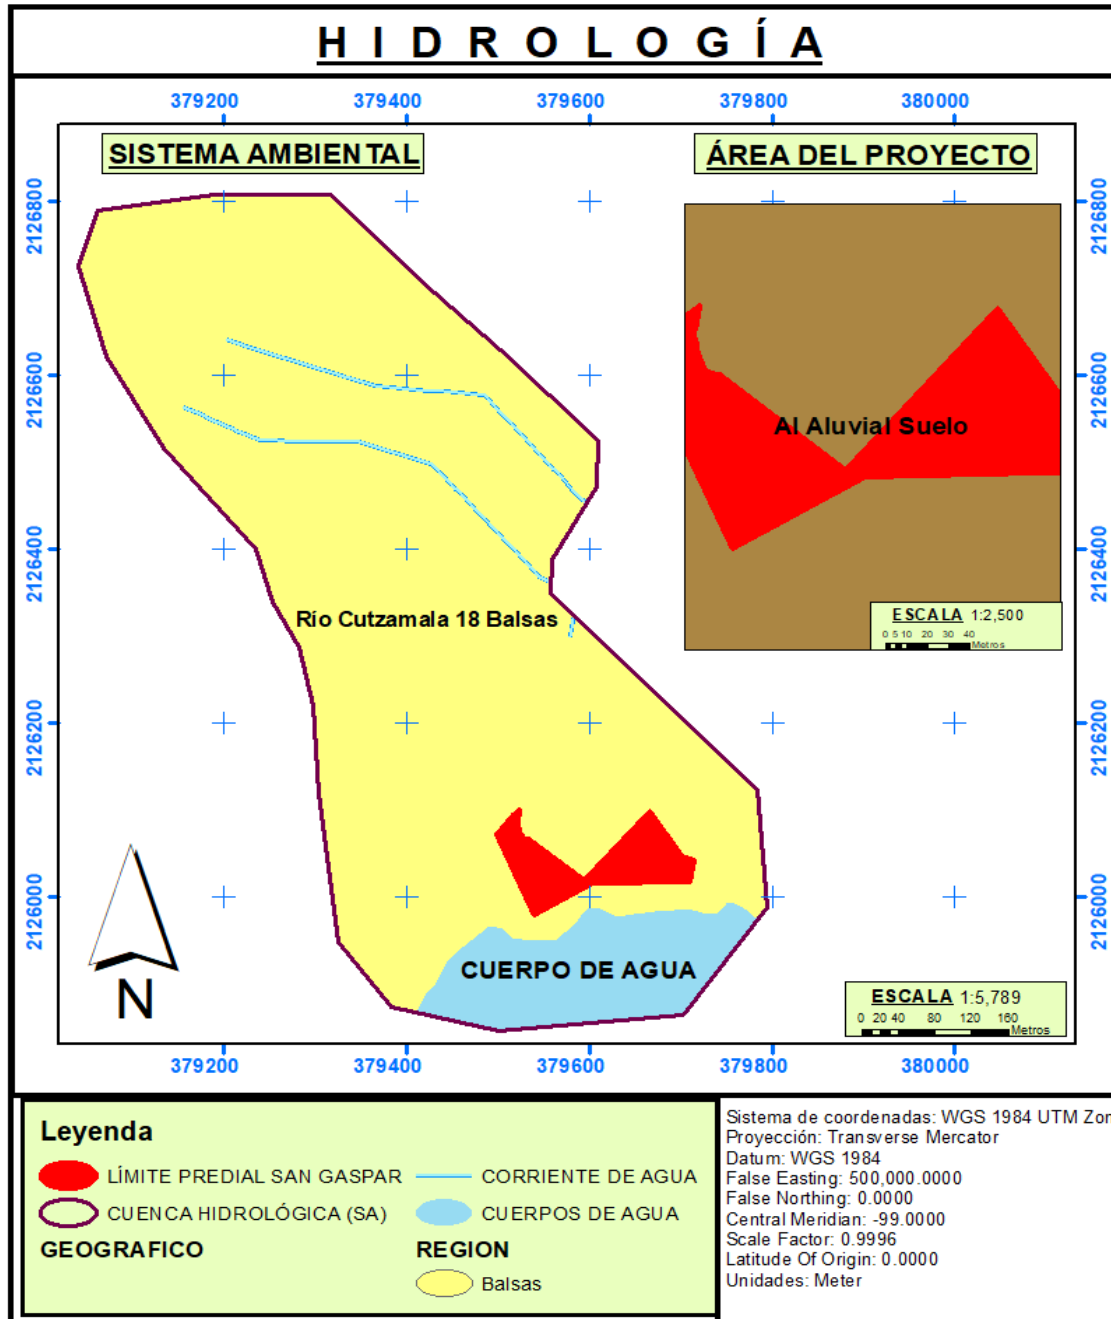 H I D R O L O G Í A
379200 379400 379600 379800 380000
SISTEMA AMBIENTAL
ÁREA DEL PROYECTO
2126800 2126800
2126600 2126600
Al Aluvial Suelo
2126400 2126400
ESCALA 1:2,500
0 5 10 20 30 40
Metros
Río Cutzamala 18 Balsas
2126200 2126200
2126000 2126000
CUERPO DE AGUA
N
ESCALA 1:5,789
0 20 40 80 120 160
Metros
379200 379400 379600 379800 380000
Leyenda
LÍMITE PREDIAL SAN GASPAR
CORRIENTE DE AGUA
CUENCA HIDROLÓGICA (SA)
CUERPOS DE AGUA
GEOGRAFICO
REGION
Balsas
Sistema de coordenadas: WGS 1984 UTM Zon
Proyección: Transverse Mercator
Datum: WGS 1984
False Easting: 500,000.0000
False Northing: 0.0000
Central Meridian: -99.0000
Scale Factor: 0.9996
Latitude Of Origin: 0.0000
Unidades: Meter